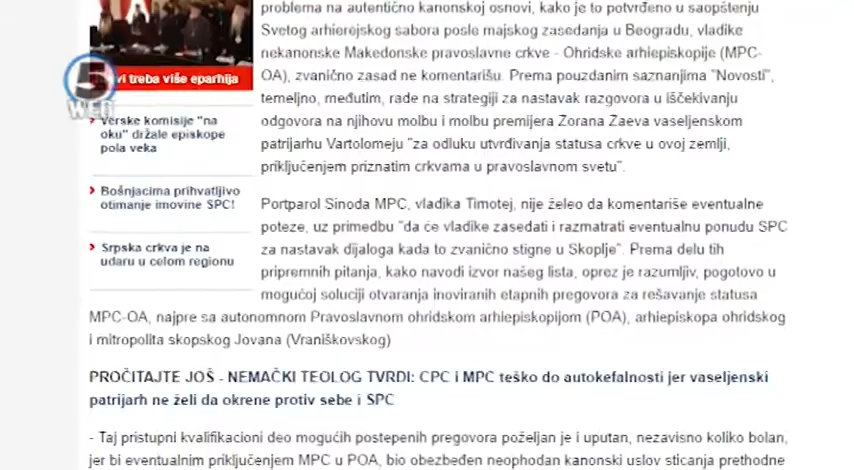 problema na autentično kanonskoj osnovi, kako je to potvrđeno u saopštenju
Svetog arhijerejskog sabora posle majskog zasedanja u Beogradu, vladike
nekanonske Makedonske pravoslavne crkve - Ohridske arhiepiskopije (MPC-
OA), zvanično zasad ne komentarišu. Prema pouzdanim saznanjima "Novosti",
temeljno, međutim, rade na strategiji za nastavak razgovora u iščekivanju
odgovora na njihovu molbu i molbu premijera Zorana Zaeva vaseljenskom
patrijarhu Vartolomeju "za odluku utvrđivanja statusa crkve u ovoj zemlji,
priključenjem priznatim crkvama u pravoslavnom svetu".
5
WEB
vi treba više eparhija
Verske komisije "na
oku" držale episkope
pola veka
Bošnjacima prihvatljivo
otimanje imovine SPC!
Srpska crkva je na
udaru u celom regionu
Portparol Sinoda MPC, vladika Timotej, nije želeo da komentariše eventualne
poteze, uz primedbu "da će vladike zasedati i razmatrati eventualnu ponudu SPC
za nastavak dijaloga kada to zvanično stigne u Skoplje". Prema delu tih
pripremnih pitanja, kako navodi izvor našeg lista, oprez je razumljiv, pogotovo u
mogućoj soluciji otvaranja inoviranih etapnih pregovora za rešavanje statusa
MPC-OA, najpre sa autonomnom Pravoslavnom ohridskom arhiepiskopijom (POA), arhiepiskopa ohridskog
i mitropolita skopskog Jovana (Vraniškovskog)
PROČITAJTE JOŠ - NEMAČKI TEOLOG TVRDI: CPC i MPC teško do autokefalnosti jer vaseljenski
patrijarh ne želi da okrene protiv sebe i SPC
- Taj pristupni kvalifikacioni deo mogućih postepenih pregovora poželjan je i uputan, nezavisno koliko bolan,
jer bi eventualnim priključenjem MPC u POA, bio obezbeđen neophodan kanonski uslov sticanja prethodne